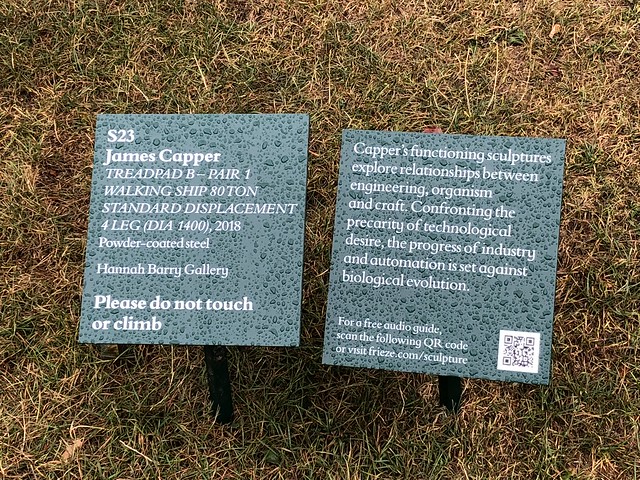 S23
James Capper
TREADPAD B – PAIR 1
WALKING SHIP 80 TON
STANDARD DISPLACEMENT
4 LEG (DIA 1400), 2018
Powder-coated steel
Hannah Barry Gallery
Please do not touch
or climb
Capper's functioning sculptures
explore relationships between
engineering, organism
and craft. Confronting the
precarity of technological
desire, the progress of industry
and automation is set against
biological evolution.
For a free audio guide,
scan the following QR code
or visit frieze.com/sculpture